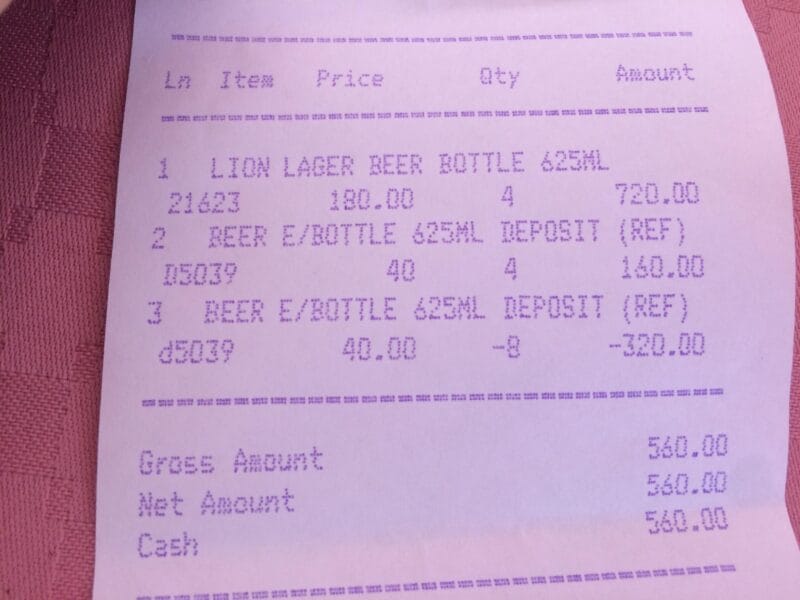 Ln Item Price Qty Amount
1 LION LAGER BEER BOTTLE 625ML
21623 180.00 4 720.00
2 BEER E/BOTTLE 625ML DEPOSIT (REF)
D5039 40 4 160.00
3 BEER E/BOTTLE 625ML DEPOSIT (REF)
d5039 40.00 -8 -320.00
Gross Amount 560.00
Net Amount 560.00
Cash 560.00